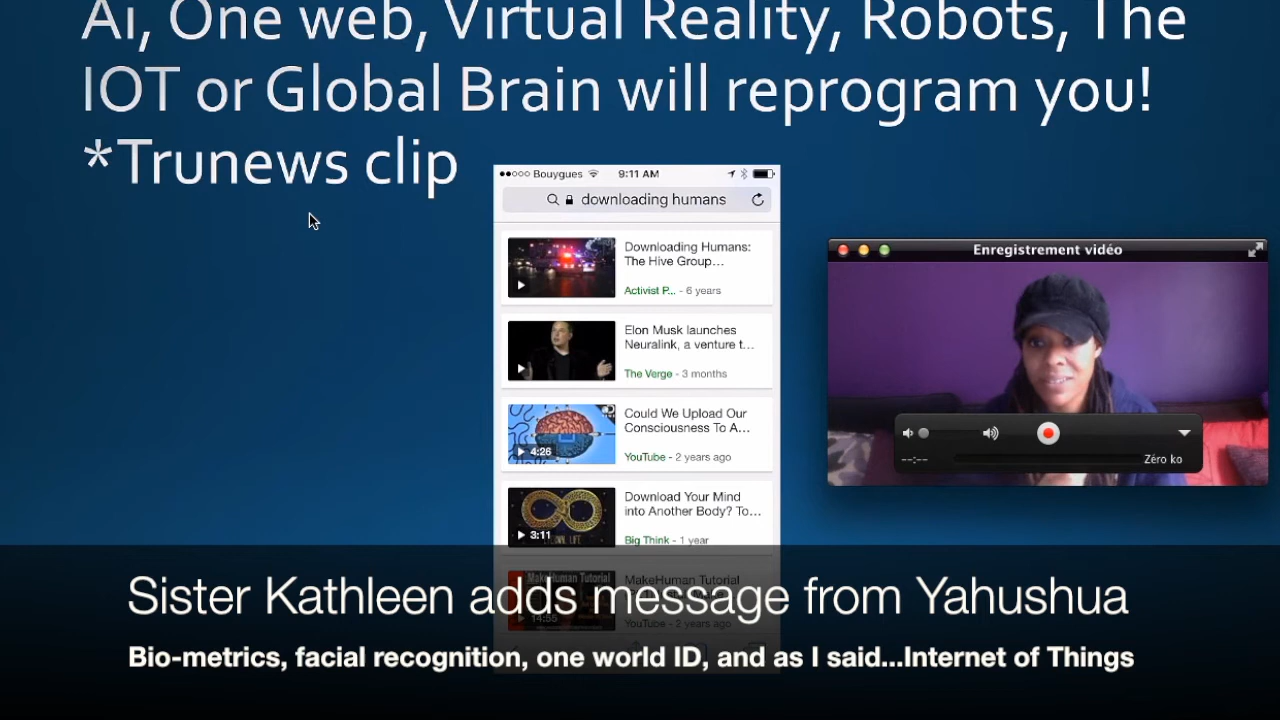 Ai, One web, Virtual Reality, Robots, The
IOT or Global Brain will reprogram you!
*Trunews clip
Bouygues 9:11 AM
downloading humans
Downloading Humans:
The Hive Group...
Activist P... - 6 years
Elon Musk launches
Neuralink, a venture t...
The Verge - 3 months
Could We Upload Our
Consciousness To A...
4:26
YouTube - 2 years ago
Download Your Mind
into Another Body? To...
3:11
Big Think - 1 year
MakeHuman Tutorial
MakeHuman Tutorial
14:55
YouTube - 2 years ago
Enregistrement vidéo
--:--
Zéro ko
Sister Kathleen adds message from Yahushua
Bio-metrics, facial recognition, one world ID, and as I said...Internet of Things